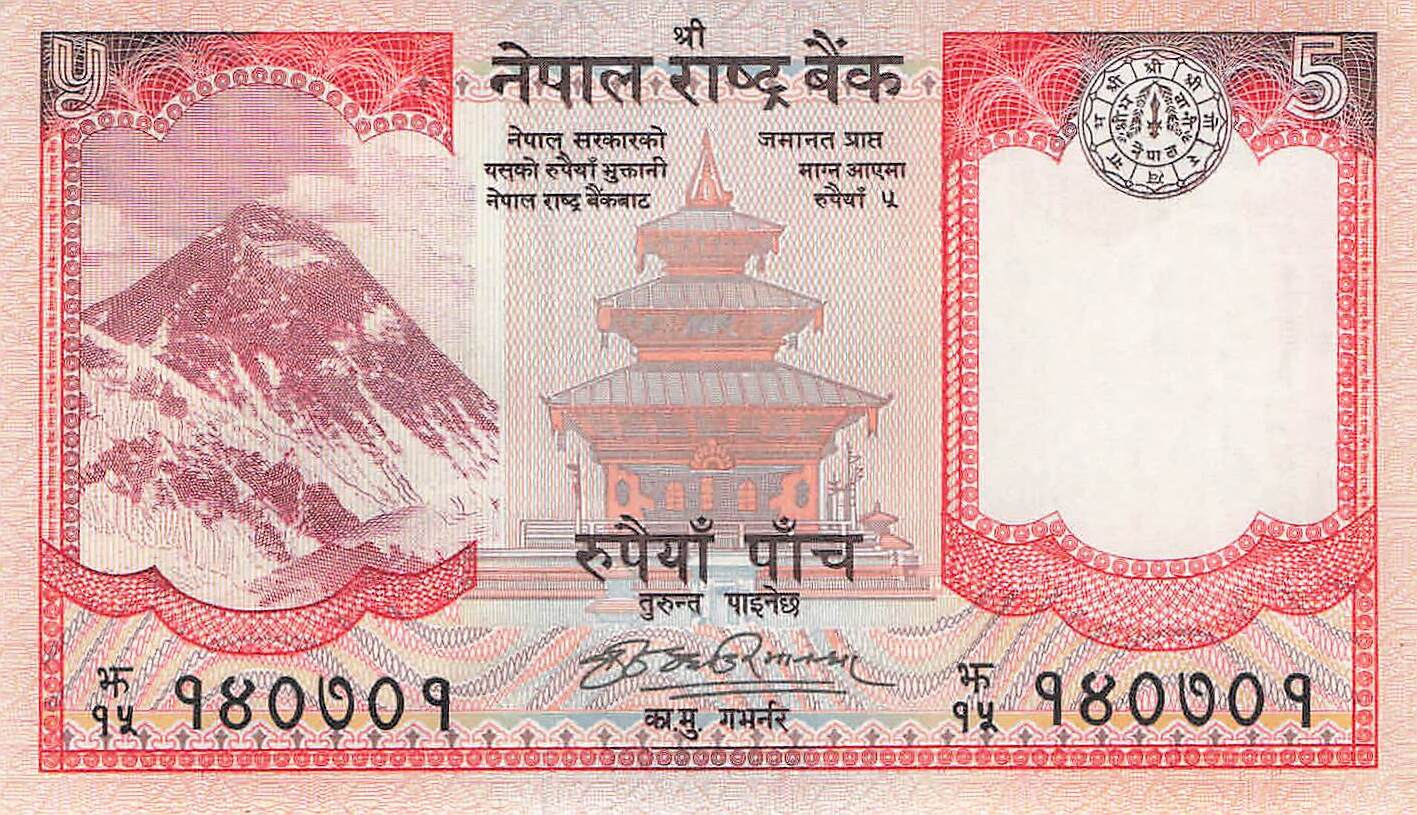 ५
श्री
नेपाल राष्ट्र बैंक
5
नेपाल सरकारको जमानत प्राप्त
यसको रुपैयाँ भुक्तानी माग्न आएमा
नेपाल राष्ट्र बैंकबाट रुपैयाँ ५
रुपैयाँ पाँच
तुरुन्त पाइनेछ
का.मु. गभर्नर
झ १५ १४०७०१
झ १५ १४०७०१